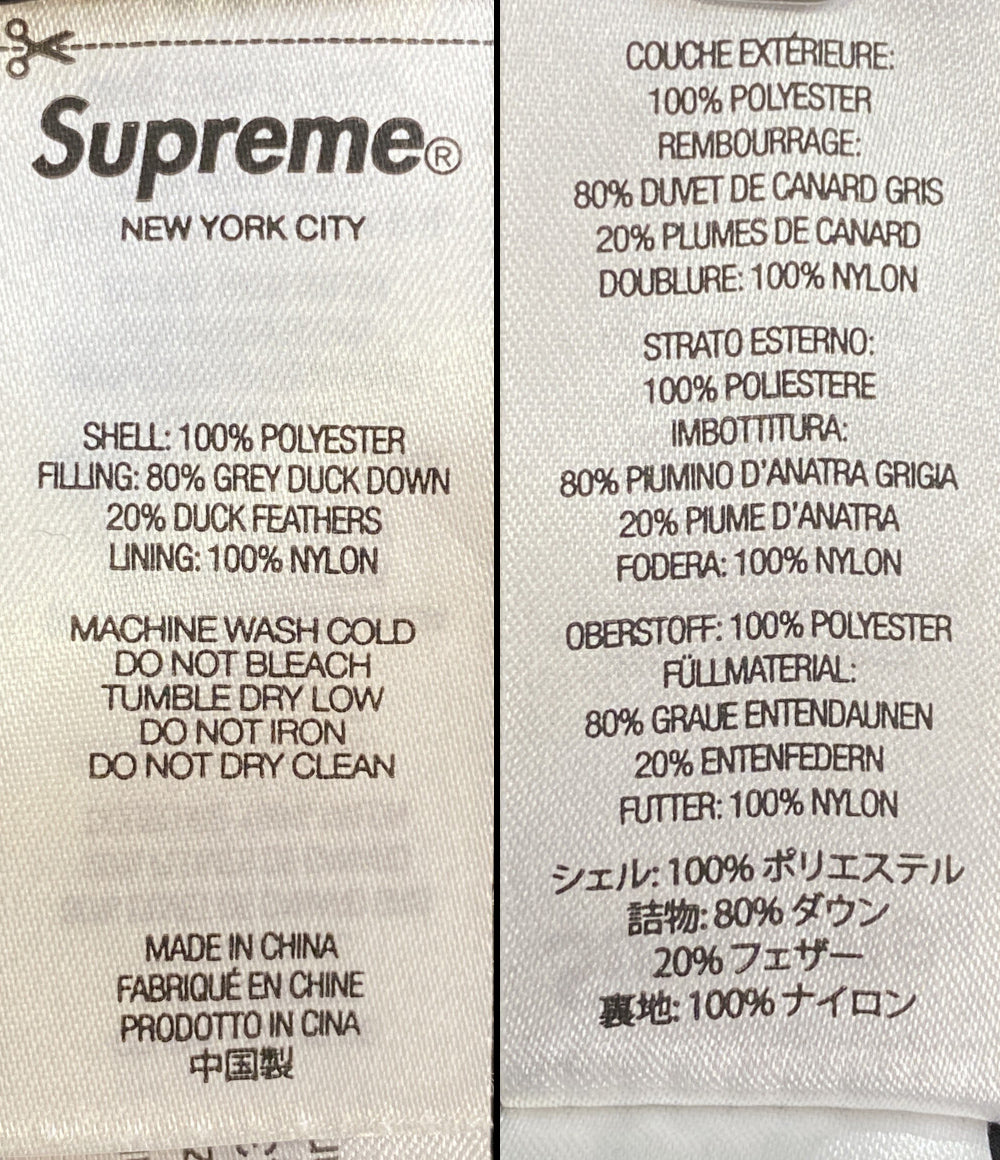 Supreme®
NEW YORK CITY
SHELL: 100% POLYESTER
FILLING: 80% GREY DUCK DOWN
20% DUCK FEATHERS
LINING: 100% NYLON
MACHINE WASH COLD
DO NOT BLEACH
TUMBLE DRY LOW
DO NOT IRON
DO NOT DRY CLEAN
MADE IN CHINA
FABRIQUÉ EN CHINE
PRODOTTO IN CINA
中国製
COUCHE EXTÉRIEURE:
100% POLYESTER
REMBOURRAGE:
80% DUVET DE CANARD GRIS
20% PLUMES DE CANARD
DOUBLURE: 100% NYLON
STRATO ESTERNO:
100% POLIESTERE
IMBOTTITURA:
80% PIUMINO D'ANATRA GRIGIA
20% PIUME D'ANATRA
FODERA: 100% NYLON
OBERSTOFF: 100% POLYESTER
FÜLLMATERIAL:
80% GRAUE ENTENDAUNEN
20% ENTENFEDERN
FUTTER: 100% NYLON
シェル: 100% ポリエステル
詰物: 80% ダウン
20% フェザー
裏地: 100% ナイロン